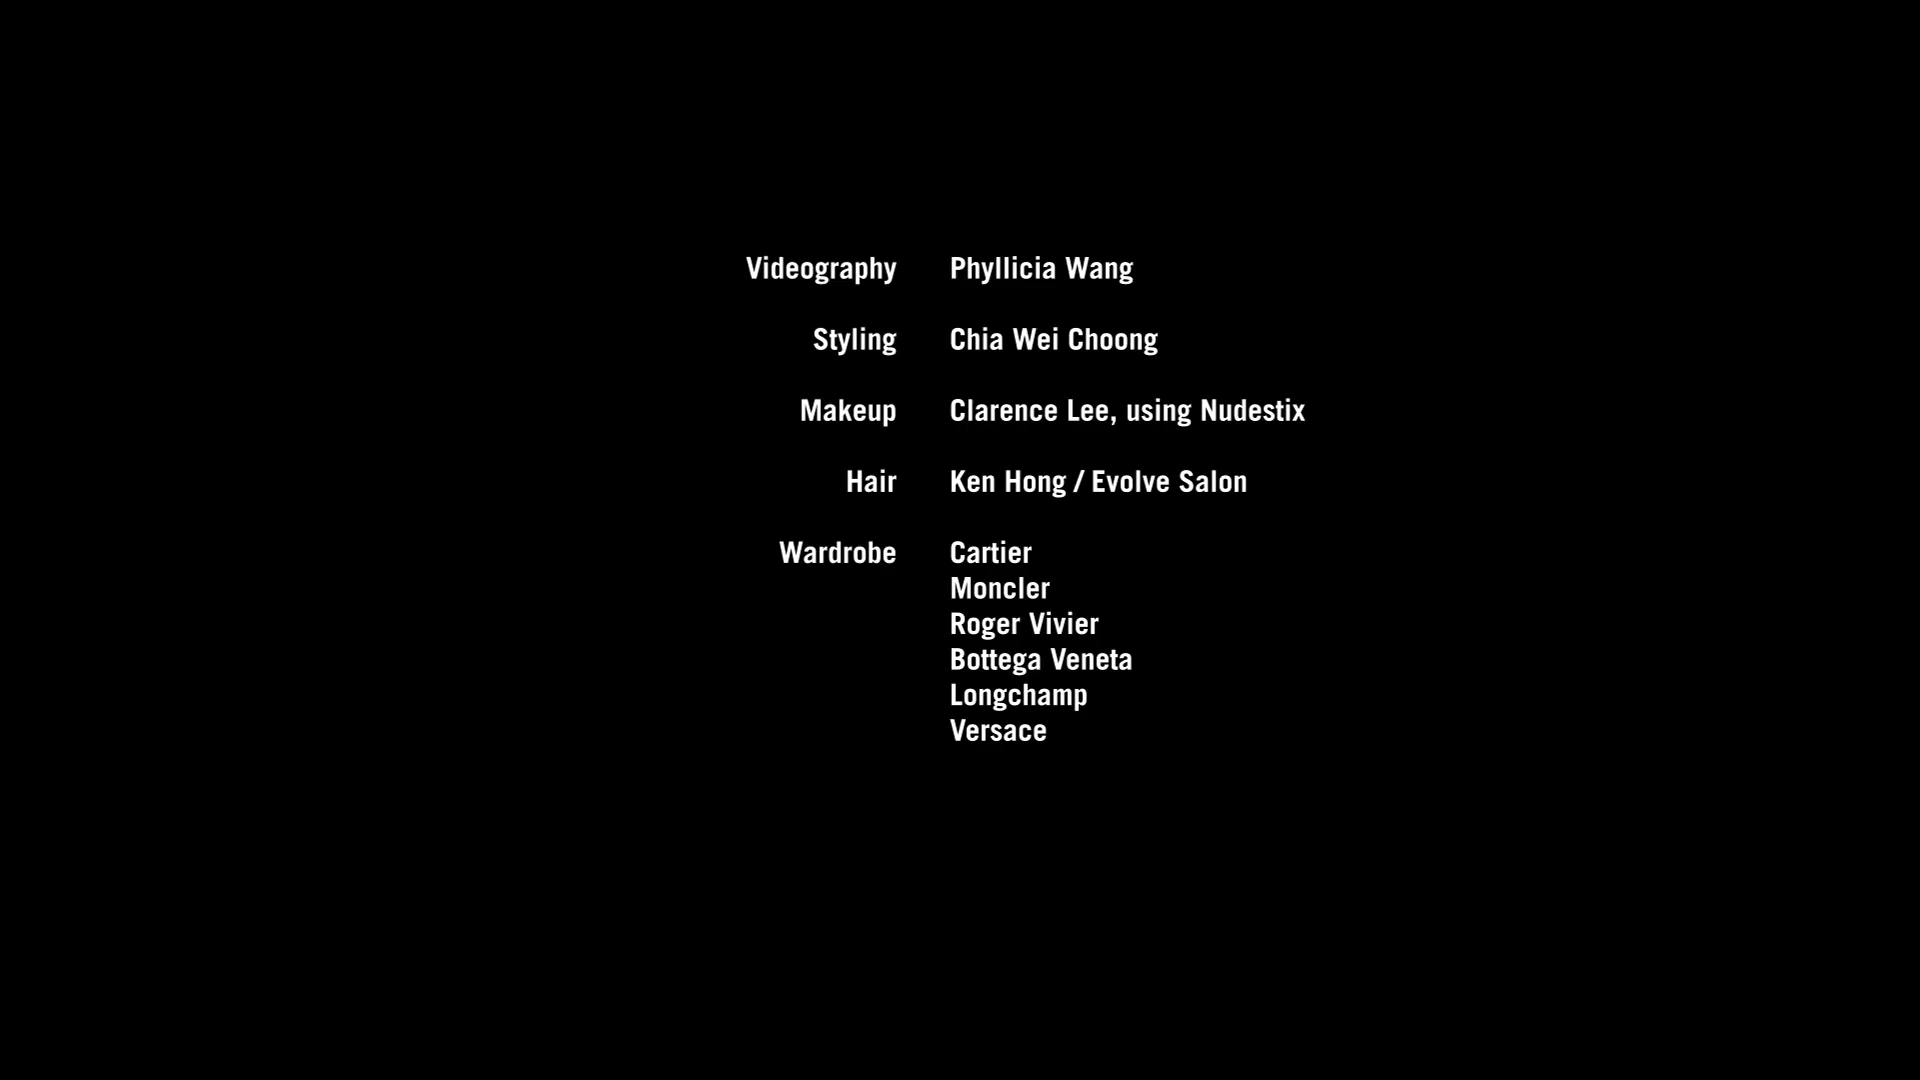 Videography Phyllicia Wang
Styling Chia Wei Choong
Makeup Clarence Lee, using Nudestix
Hair Ken Hong / Evolve Salon
Wardrobe Cartier
Moncler
Roger Vivier
Bottega Veneta
Longchamp
Versace